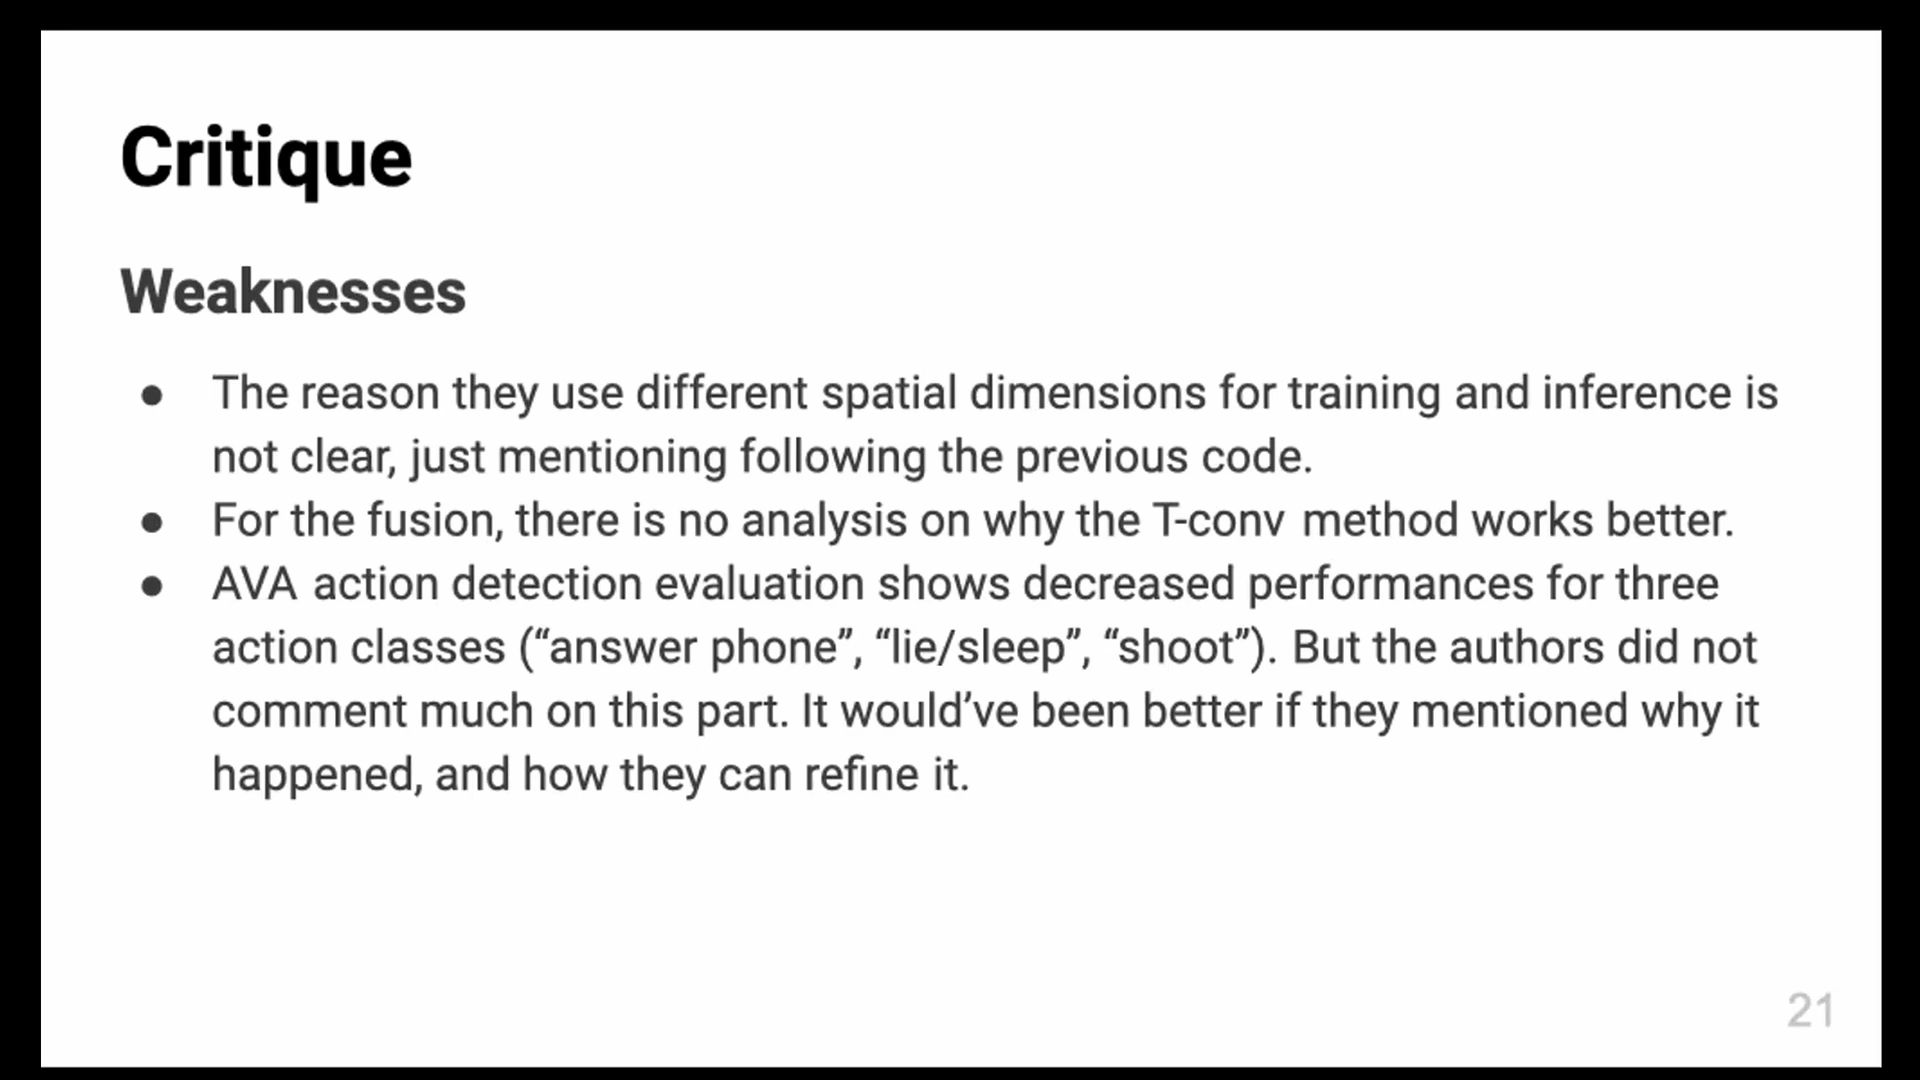 Critique
Weaknesses
● The reason they use different spatial dimensions for training and inference is
not clear, just mentioning following the previous code.
● For the fusion, there is no analysis on why the T-conv method works better.
● AVA action detection evaluation shows decreased performances for three
action classes (“answer phone”, “lie/sleep”, “shoot”). But the authors did not
comment much on this part. It would’ve been better if they mentioned why it
happened, and how they can refine it.
21